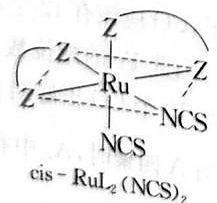 Z
Z Z
Ru
Z NCS
NCS
cis-RuL₂(NCS)₂